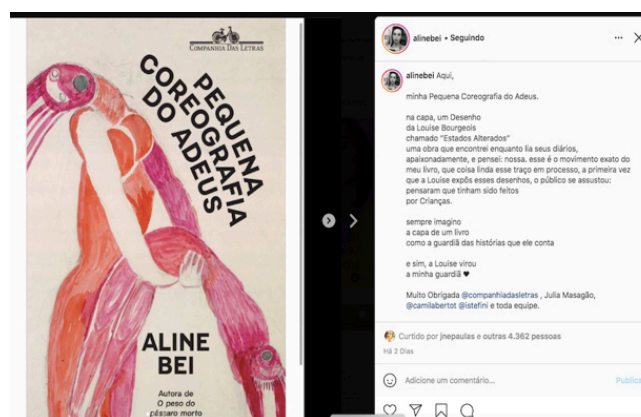 COMPANHIA DAS LETRAS
PEQUENA
COREOGRAFIA
DO ADEUS
ALINE
BEI
Autora de
O peso do
pássaro morto
alinebei • Seguindo
alinebei Aqui,
minha Pequena Coreografia do Adeus.
na capa, um Desenho
da Louise Bourgeois
chamado "Estados Alterados"
uma obra que encontrei enquanto lia seus diários,
apaixonadamente, e pensei: nossa. esse é o movimento exato do
meu livro, que coisa linda esse traço em processo, a primeira vez
que a Louise expôs esses desenhos, o público se assustou:
pensaram que tinham sido feitos
por Crianças.
sempre imagino
a capa de um livro
como a guardiã das histórias que ele conta
e sim, a Louise virou
a minha guardiã ♥
Muito Obrigada @companhiadasletras , Julia Masagão,
@camilabertot @istefini e toda equipe.
Curtido por jnepaulas e outras 4.362 pessoas
Há 2 Dias
Adicione um comentário...
Publica